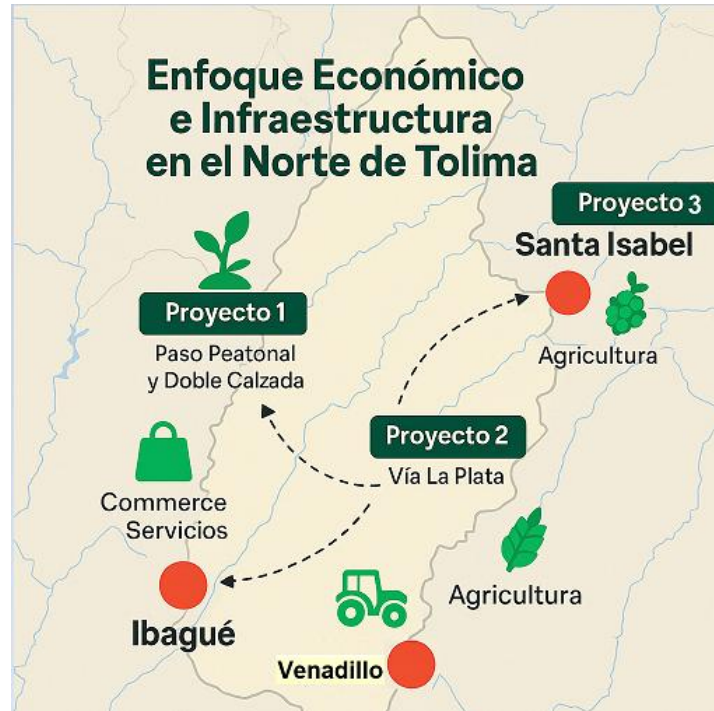 Enfoque Económico
e Infraestructura
en el Norte de Tolima
Proyecto 3
Santa Isabel
Agricultura
Proyecto 1
Paso Peatonal
y Doble Calzada
Proyecto 2
Vía La Plata
Commerce
Servicios
Ibagué
Agricultura
Venadillo